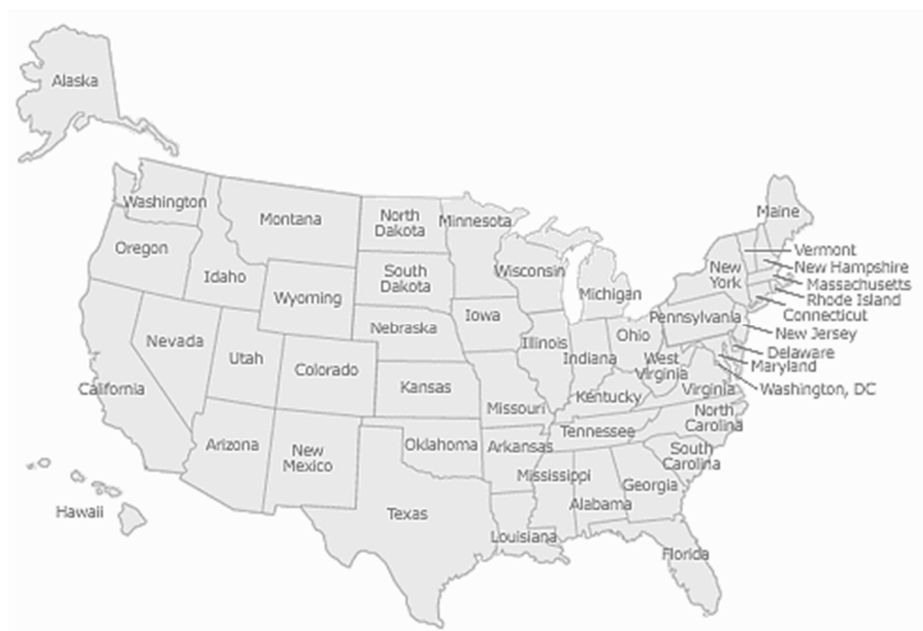 Alaska
Washington
Montana
North
Dakota
Minnesota
Maine
Oregon
Idaho
Wyoming
South
Dakota
Wisconsin
Michigan
New
York
Vermont
New Hampshire
Massachusetts
Rhode Island
Connecticut
New Jersey
Delaware
Maryland
Washington, DC
Nevada
Utah
Colorado
Nebraska
Iowa
Illinois
Indiana
Ohio
Pennsylvania
West
Virginia
Virginia
California
Kansas
Missouri
Kentucky
North
Carolina
Arizona
New
Mexico
Oklahoma
Arkansas
Tennessee
South
Carolina
Mississippi
Georgia
Alabama
Hawaii
Texas
Louisiana
Florida